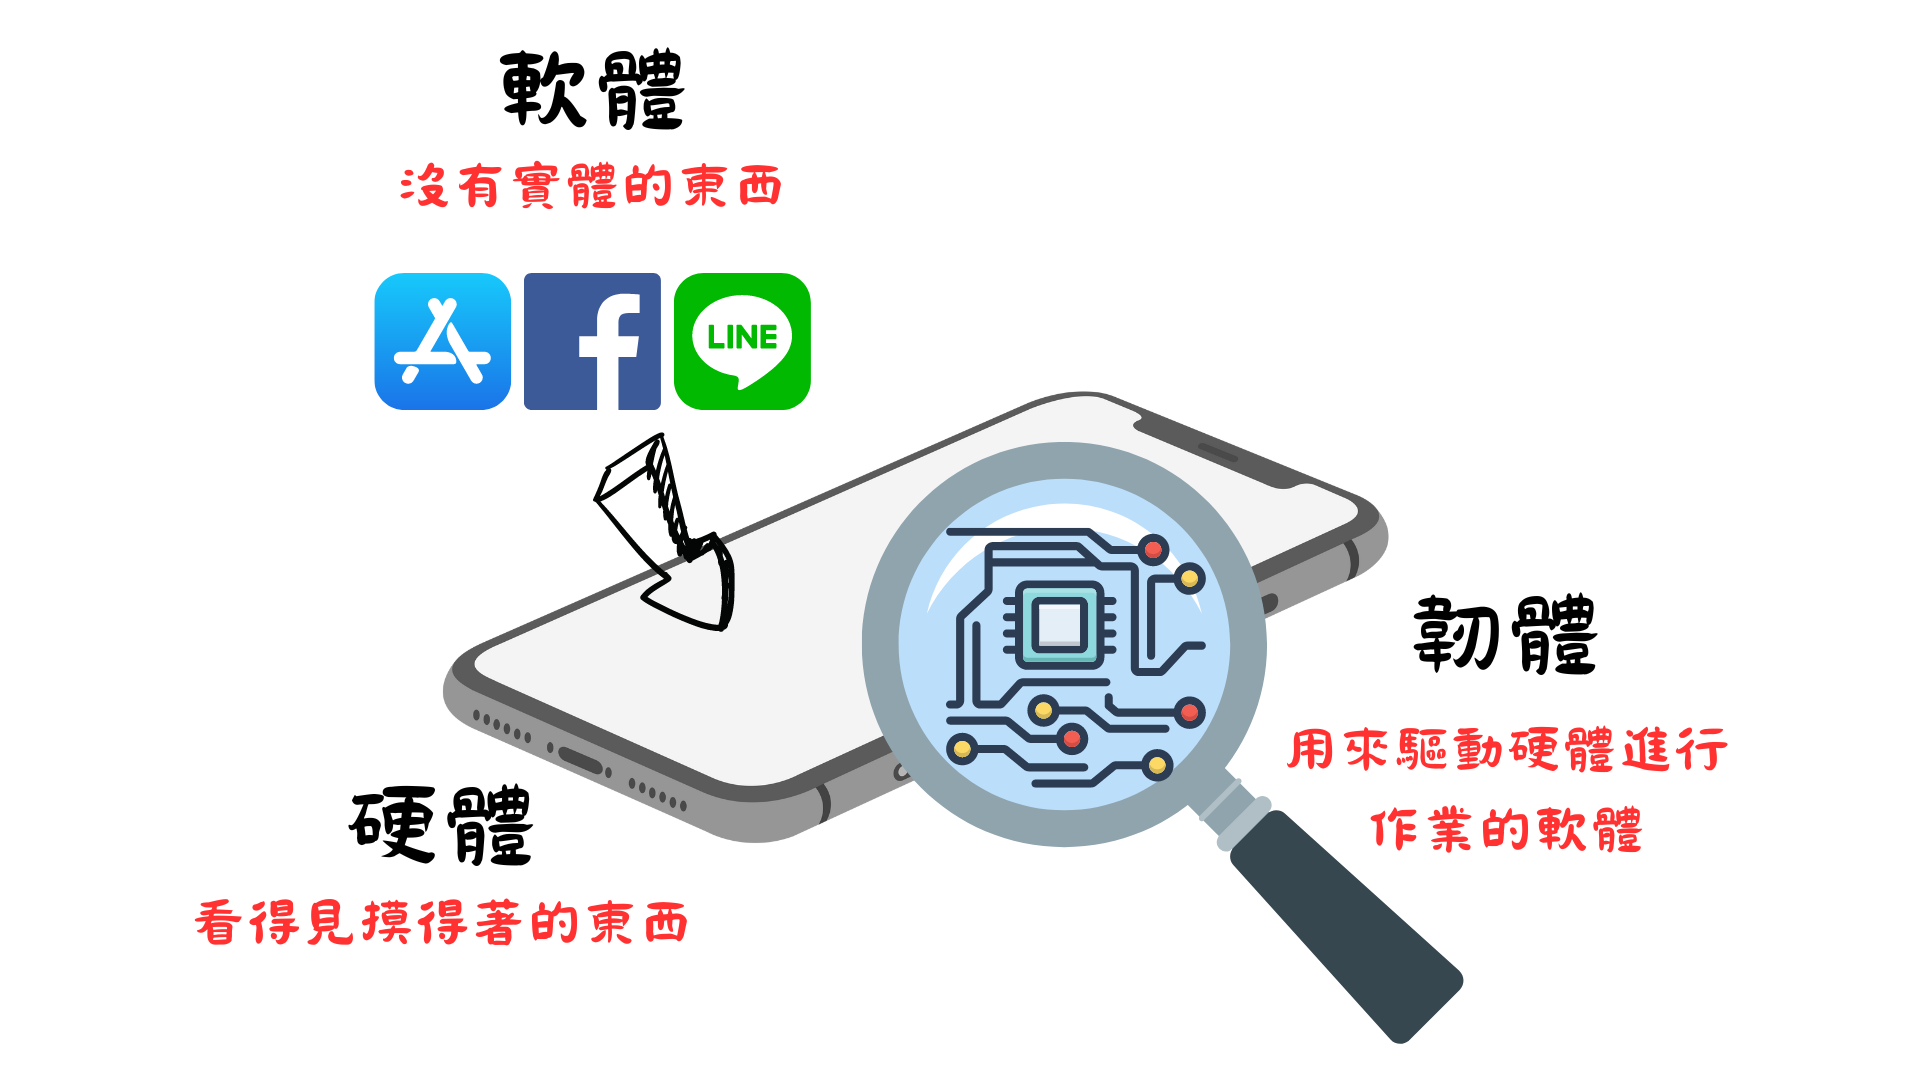 軟體
沒有實體的東西
LINE
韌體
用來驅動硬體進行
作業的軟體
硬體
看得見摸得著的東西